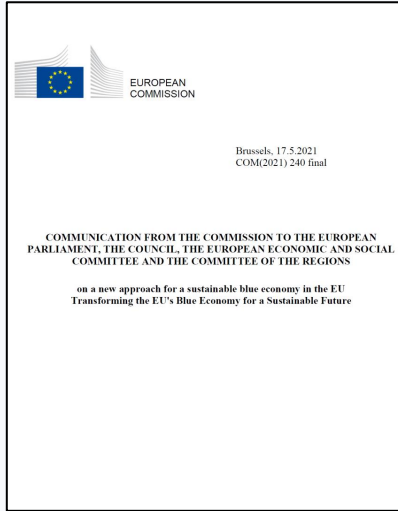 EUROPEAN
COMMISSION
Brussels, 17.5.2021
COM(2021) 240 final
COMMUNICATION FROM THE COMMISSION TO THE EUROPEAN
PARLIAMENT, THE COUNCIL, THE EUROPEAN ECONOMIC AND SOCIAL
COMMITTEE AND THE COMMITTEE OF THE REGIONS
on a new approach for a sustainable blue economy in the EU
Transforming the EU's Blue Economy for a Sustainable Future